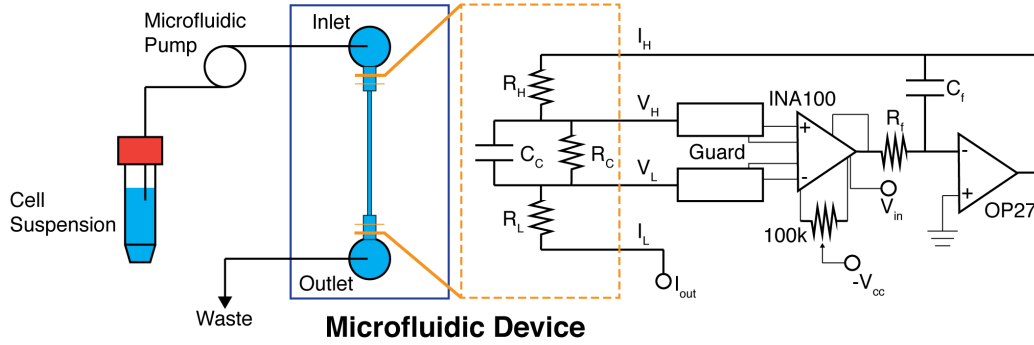 Microfluidic
Pump
Inlet
Cell
Suspension
Outlet
Waste
Microfluidic Device
I_H
R_H
V_H
C_C
R_C
V_L
R_L
I_L
I_out
Guard
INA100
+
-
R_f
C_f
V_in
100k
-V_cc
-
+
OP27